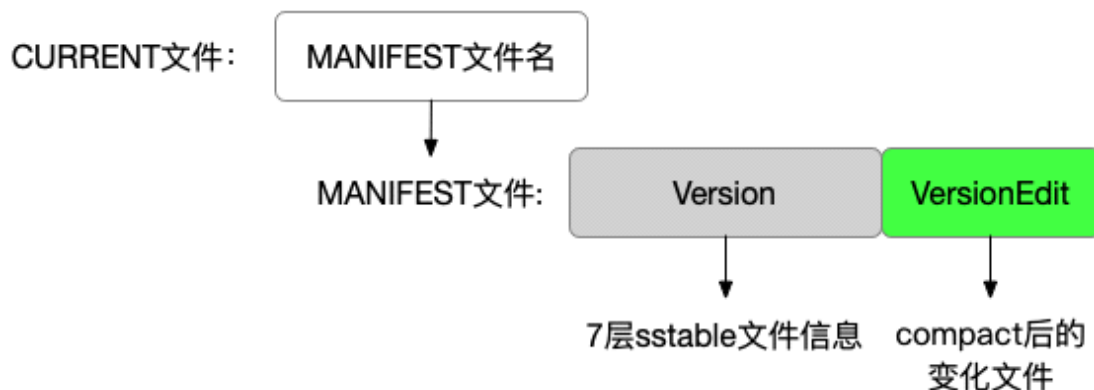 CURRENT文件：
MANIFEST文件名
MANIFEST文件:
Version
VersionEdit
7层sstable文件信息
compact后的
变化文件